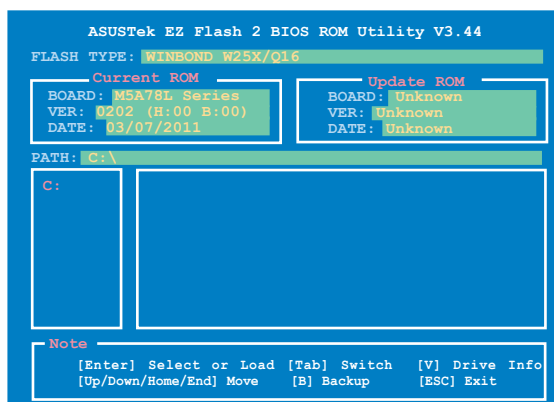 ASUSTek EZ Flash 2 BIOS ROM Utility V3.44
FLASH TYPE: WINBOND W25X/Q16
Current ROM
BOARD: M5A78L Series
VER: 0202 (H:00 B:00)
DATE: 03/07/2011
Update ROM
BOARD: Unknown
VER: Unknown
DATE: Unknown
PATH: C:\
C:
Note
[Enter] Select or Load [Tab] Switch [V] Drive Info
[Up/Down/Home/End] Move [B] Backup [ESC] Exit